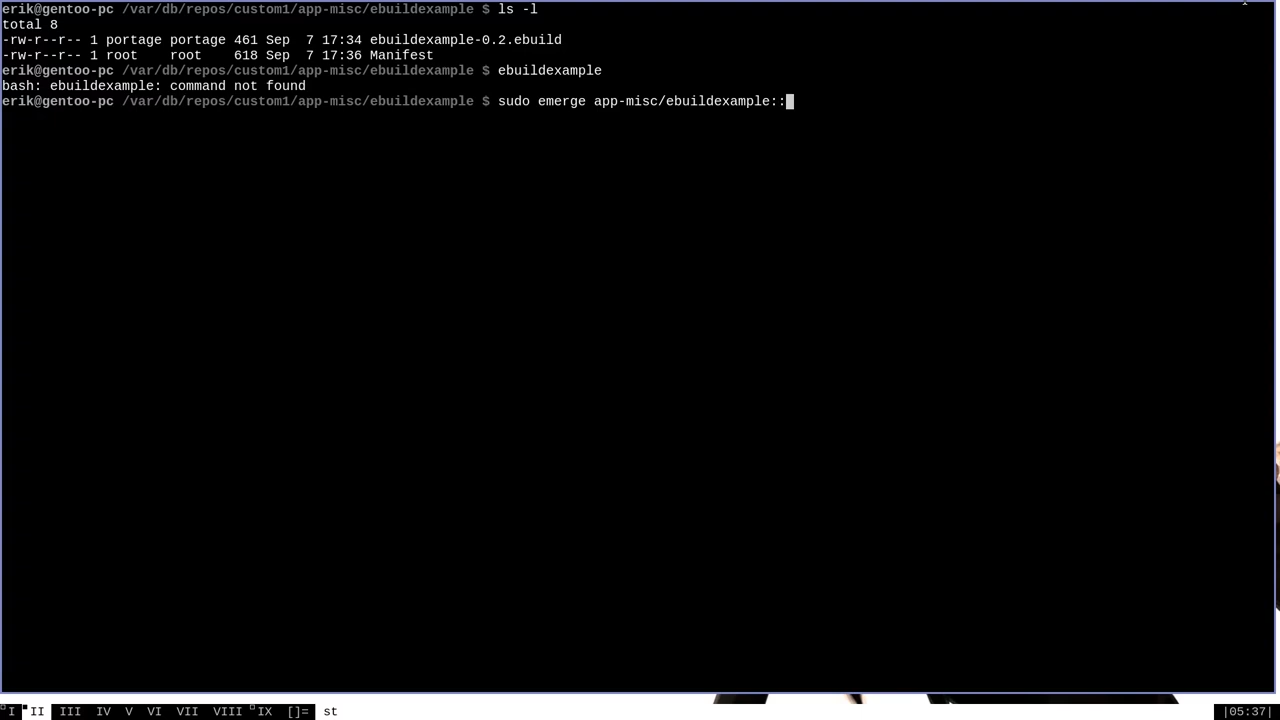 erik@gentoo-pc /var/db/repos/custom1/app-misc/ebuildexample $ ls -l
total 8
-rw-r--r-- 1 portage portage 461 Sep  7 17:34 ebuildexample-0.2.ebuild
-rw-r--r-- 1 root    root    618 Sep  7 17:36 Manifest
erik@gentoo-pc /var/db/repos/custom1/app-misc/ebuildexample $ ebuildexample
bash: ebuildexample: command not found
erik@gentoo-pc /var/db/repos/custom1/app-misc/ebuildexample $ sudo emerge app-misc/ebuildexample::
I II III IV V VI VII VIII IX []= st |05:37|